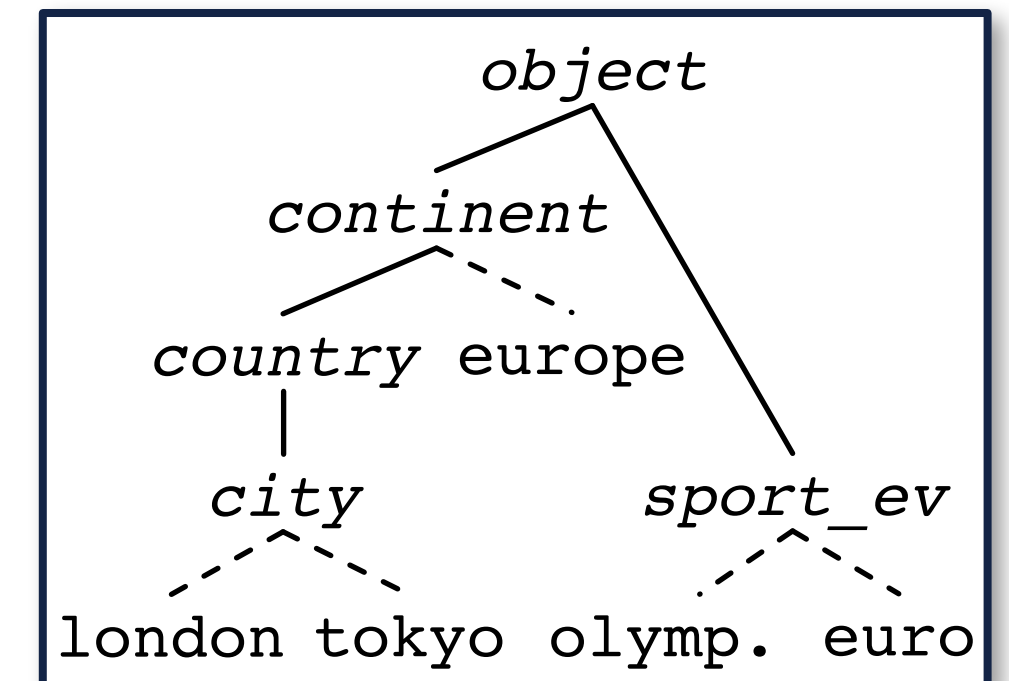 object
continent
country europe
city sport_ev
london tokyo olymp. euro